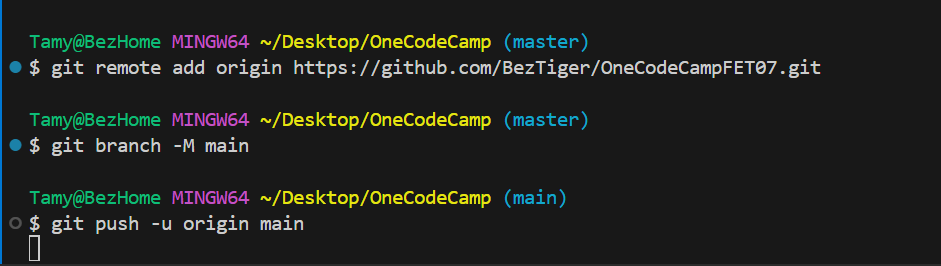 Tamy@BezHome MINGW64 ~/Desktop/OneCodeCamp (master)
$ git remote add origin https://github.com/BezTiger/OneCodeCampFET07.git
Tamy@BezHome MINGW64 ~/Desktop/OneCodeCamp (master)
$ git branch -M main
Tamy@BezHome MINGW64 ~/Desktop/OneCodeCamp (main)
$ git push -u origin main